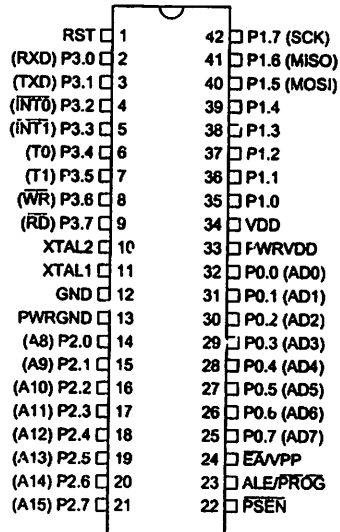 RST 1 42 P1.7 (SCK)
(RXD) P3.0 2 41 P1.6 (MISO)
(TXD) P3.1 3 40 P1.5 (MOSI)
(INT0) P3.2 4 39 P1.4
(INT1) P3.3 5 38 P1.3
(T0) P3.4 6 37 P1.2
(T1) P3.5 7 36 P1.1
(WR) P3.6 8 35 P1.0
(RD) P3.7 9 34 VDD
XTAL2 10 33 PWRVDD
XTAL1 11 32 P0.0 (AD0)
GND 12 31 P0.1 (AD1)
PWRGND 13 30 P0.2 (AD2)
(A8) P2.0 14 29 P0.3 (AD3)
(A9) P2.1 15 28 P0.4 (AD4)
(A10) P2.2 16 27 P0.5 (AD5)
(A11) P2.3 17 26 P0.6 (AD6)
(A12) P2.4 18 25 P0.7 (AD7)
(A13) P2.5 19 24 EA/VPP
(A14) P2.6 20 23 ALE/PROG
(A15) P2.7 21 22 PSEN